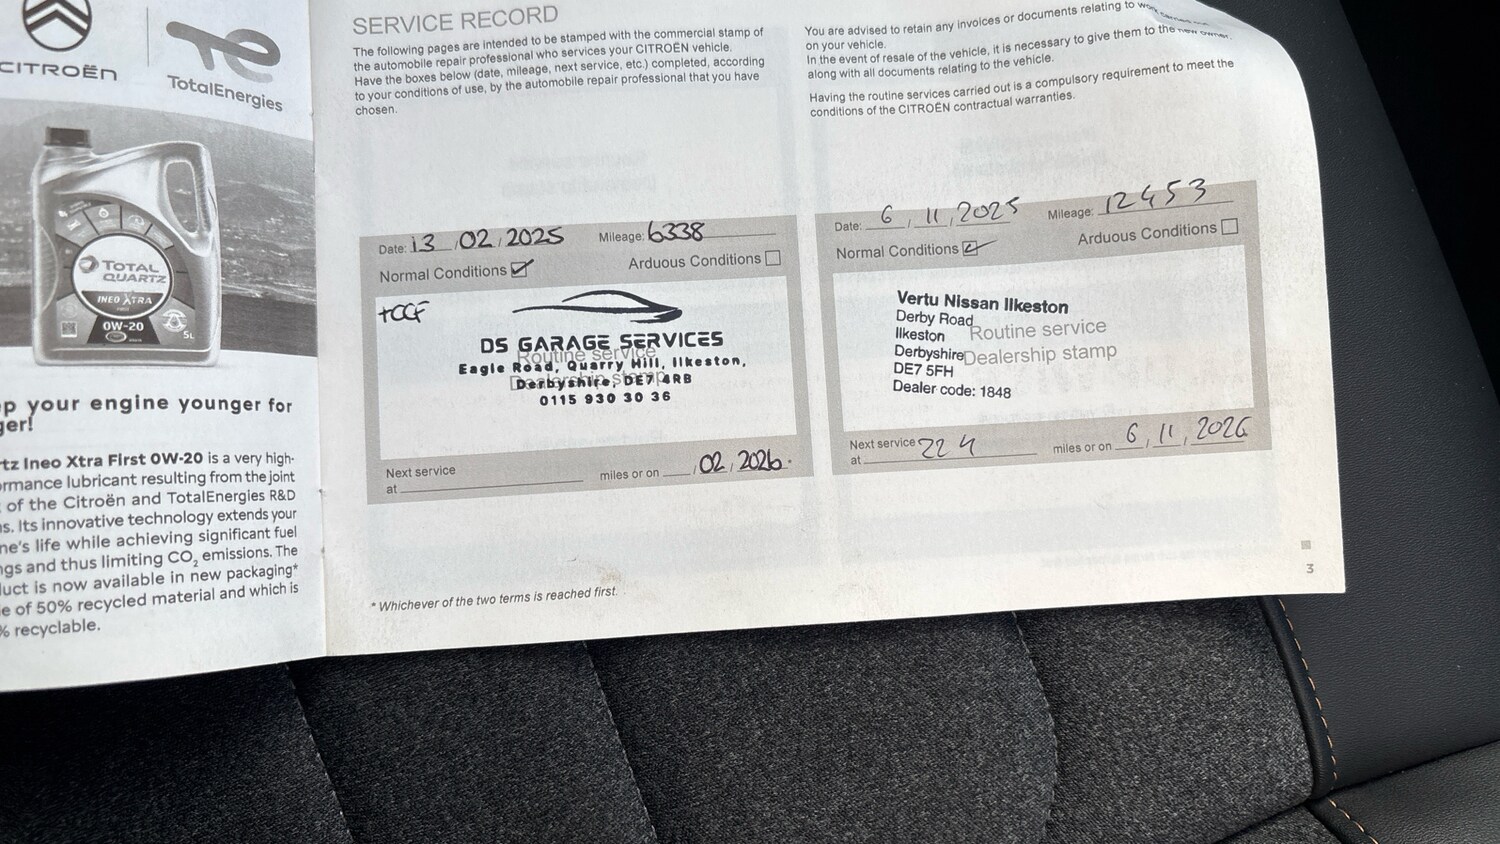 CITROËN
TotalEnergies
TOTAL
QUARTZ
INEO XTRA
0W-20
5L
p your engine younger for
ger!
tz Ineo Xtra First 0W-20 is a very high-
rmance lubricant resulting from the joint
of the Citroën and TotalEnergies R&D
s. Its innovative technology extends your
ne's life while achieving significant fuel
ngs and thus limiting CO₂ emissions. The
uct is now available in new packaging*
e of 50% recycled material and which is
% recyclable.
SERVICE RECORD
The following pages are intended to be stamped with the commercial stamp of
the automobile repair professional who services your CITROËN vehicle.
Have the boxes below (date, mileage, next service, etc.) completed, according
to your conditions of use, by the automobile repair professional that you have
chosen.
Date: 13 / 02 / 2025 Mileage: 6338
Normal Conditions ☑ Arduous Conditions ☐
+CCF
DS GARAGE SERVICES
Routine service
Eagle Road, Quarry Hill, Ilkeston,
Dealership stamp
Derbyshire, DE7 4RB
0115 930 30 36
Next service
at miles or on / 02 / 2026.
* Whichever of the two terms is reached first.
You are advised to retain any invoices or documents relating to work carried out
on your vehicle.
In the event of resale of the vehicle, it is necessary to give them to the new owner,
along with all documents relating to the vehicle.
Having the routine services carried out is a compulsory requirement to meet the
conditions of the CITROËN contractual warranties.
Date: 6 / 11 / 2025 Mileage: 12453
Normal Conditions ☑ Arduous Conditions ☐
Vertu Nissan Ilkeston
Derby Road
Ilkeston Routine service
Derbyshire Dealership stamp
DE7 5FH
Dealer code: 1848
Next service
at 22 4 miles or on 6 / 11 / 2026
3